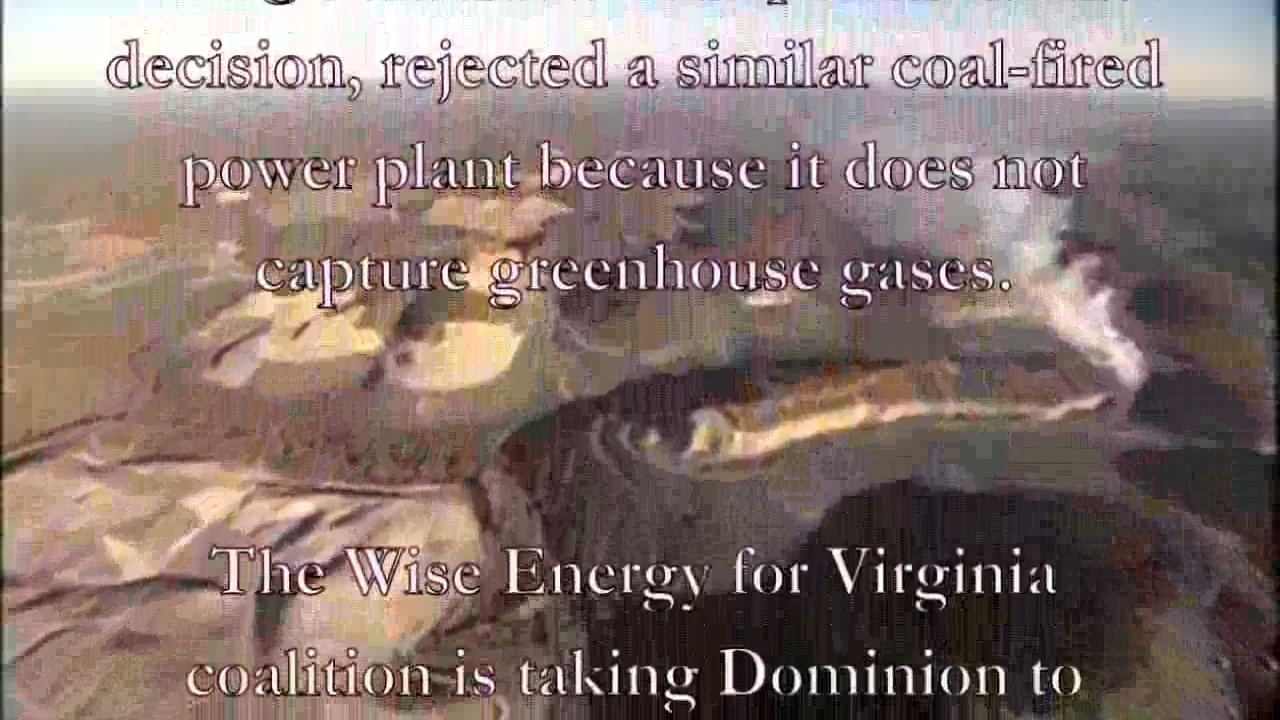 decision, rejected a similar coal-fired
power plant because it does not
capture greenhouse gases.
The Wise Energy for Virginia
coalition is taking Dominion to